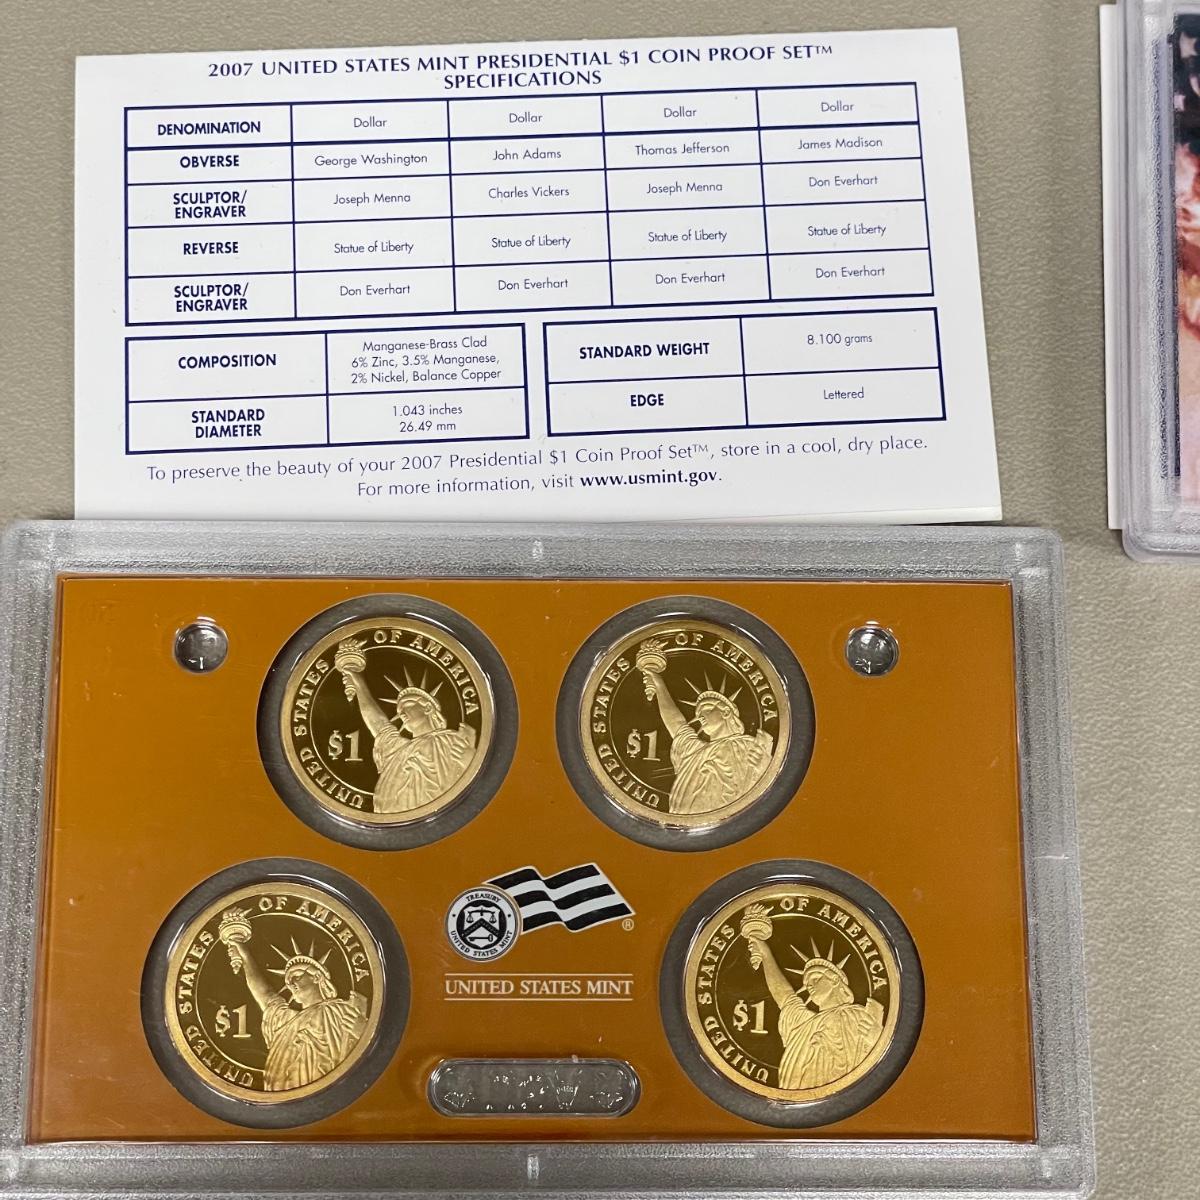 2007 UNITED STATES MINT PRESIDENTIAL $1 COIN PROOF SET™
SPECIFICATIONS
DENOMINATION Dollar Dollar Dollar Dollar
OBVERSE George Washington John Adams Thomas Jefferson James Madison
SCULPTOR/
ENGRAVER Joseph Menna Charles Vickers Joseph Menna Don Everhart
REVERSE Statue of Liberty Statue of Liberty Statue of Liberty Statue of Liberty
SCULPTOR/
ENGRAVER Don Everhart Don Everhart Don Everhart Don Everhart
COMPOSITION
Manganese-Brass Clad
6% Zinc, 3.5% Manganese,
2% Nickel, Balance Copper
STANDARD
DIAMETER
1.043 inches
26.49 mm
STANDARD WEIGHT 8.100 grams
EDGE Lettered
To preserve the beauty of your 2007 Presidential $1 Coin Proof Set™, store in a cool, dry place.
For more information, visit www.usmint.gov.
UNITED STATES OF AMERICA
$1
UNITED STATES OF AMERICA
$1
UNITED STATES OF AMERICA
$1
TREASURY
UNITED STATES MINT
®
UNITED STATES MINT
UNITED STATES OF AMERICA
$1